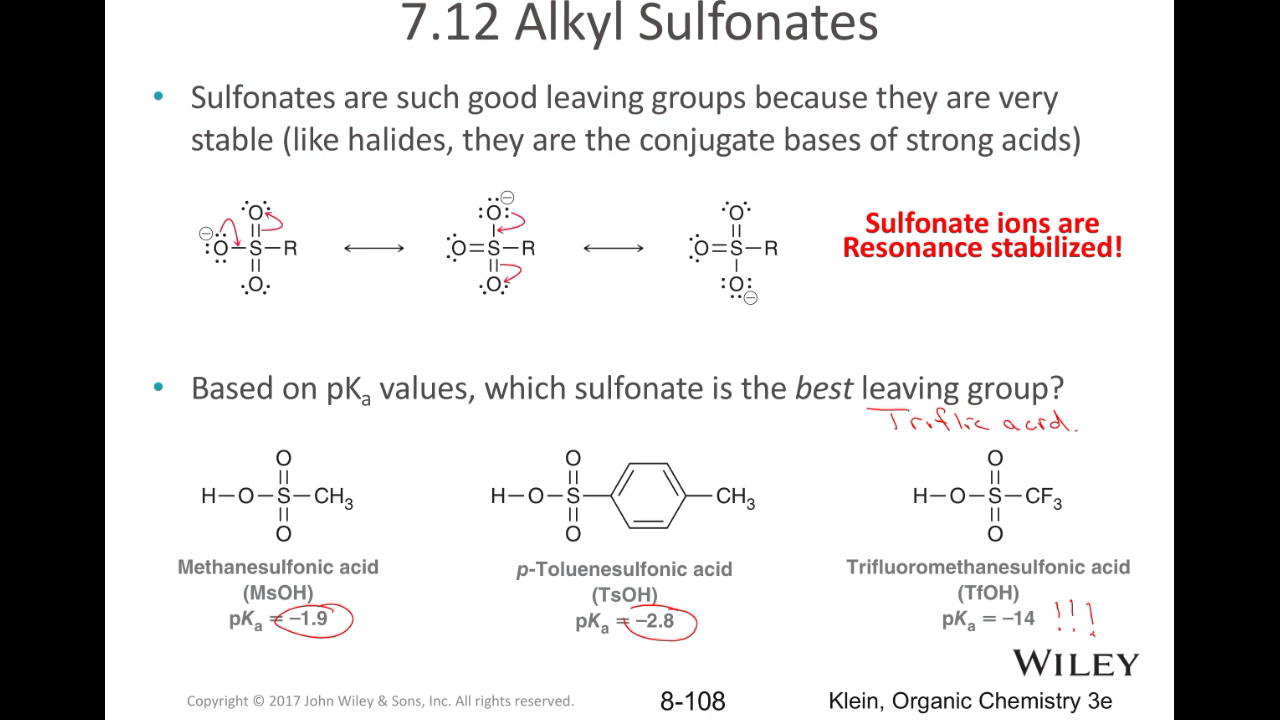 7.12 Alkyl Sulfonates
• Sulfonates are such good leaving groups because they are very
stable (like halides, they are the conjugate bases of strong acids)
O
O–S–R
O
O
O=S–R
O
O
O=S–R
O
Sulfonate ions are
Resonance stabilized!
• Based on pKa values, which sulfonate is the best leaving group?
Triflic acid.
O
H–O–S–CH3
O
Methanesulfonic acid
(MsOH)
pKa = –1.9
O
H–O–S–CH3
O
p-Toluenesulfonic acid
(TsOH)
pKa = –2.8
O
H–O–S–CF3
O
Trifluoromethanesulfonic acid
(TfOH)
pKa = –14 !!!
WILEY
Copyright © 2017 John Wiley & Sons, Inc. All rights reserved.
8-108
Klein, Organic Chemistry 3e